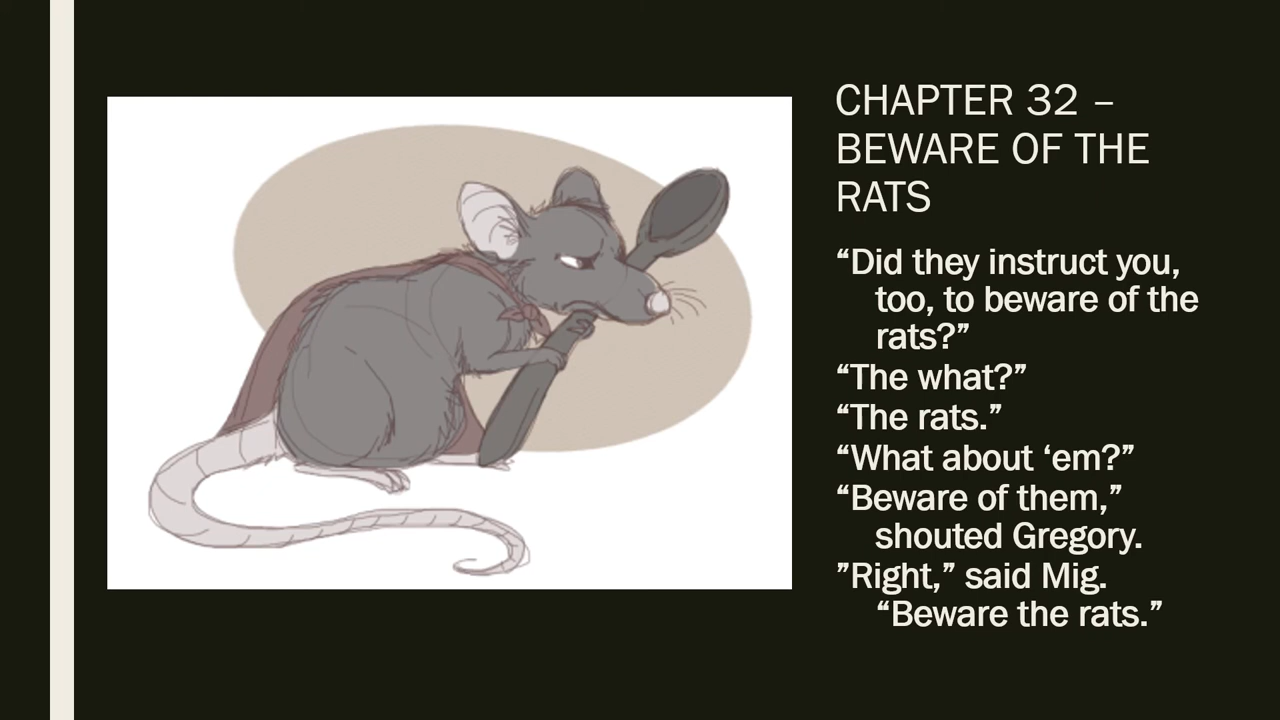 CHAPTER 32 –
BEWARE OF THE
RATS
“Did they instruct you,
too, to beware of the
rats?”
“The what?”
“The rats.”
“What about ‘em?”
“Beware of them,”
shouted Gregory.
”Right,” said Mig.
“Beware the rats.”